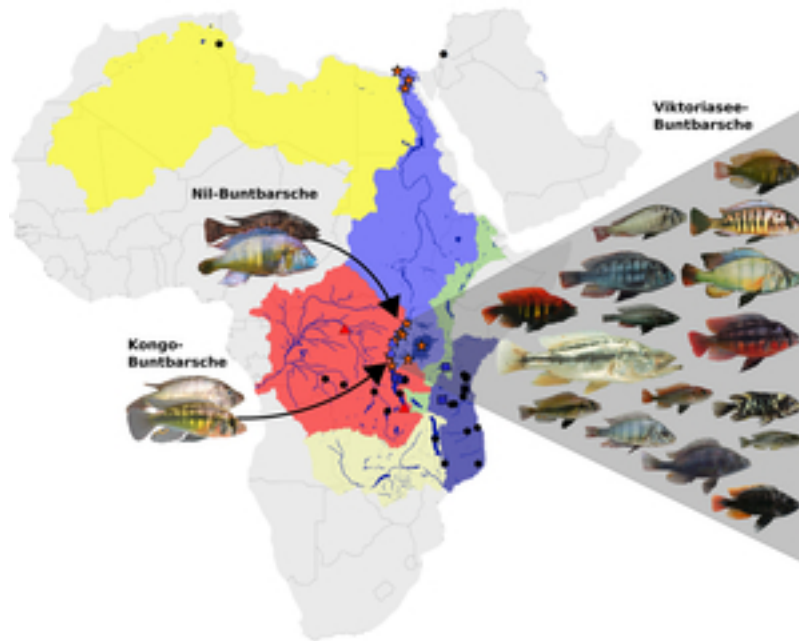 Viktoriasee-
Buntbarsche
Nil-Buntbarsche
Kongo-
Buntbarsche